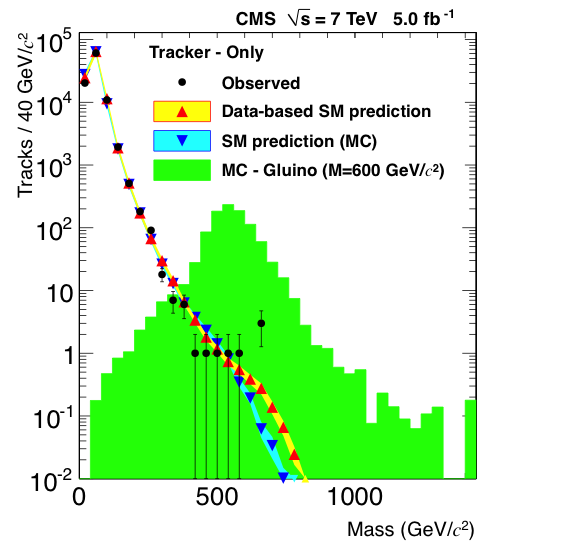 CMS √s = 7 TeV 5.0 fb⁻¹
Tracks / 40 GeV/c²
10⁵
10⁴
10³
10²
10
1
10⁻¹
10⁻²
Tracker - Only
Observed
Data-based SM prediction
SM prediction (MC)
MC - Gluino (M=600 GeV/c²)
0 500 1000
Mass (GeV/c²)